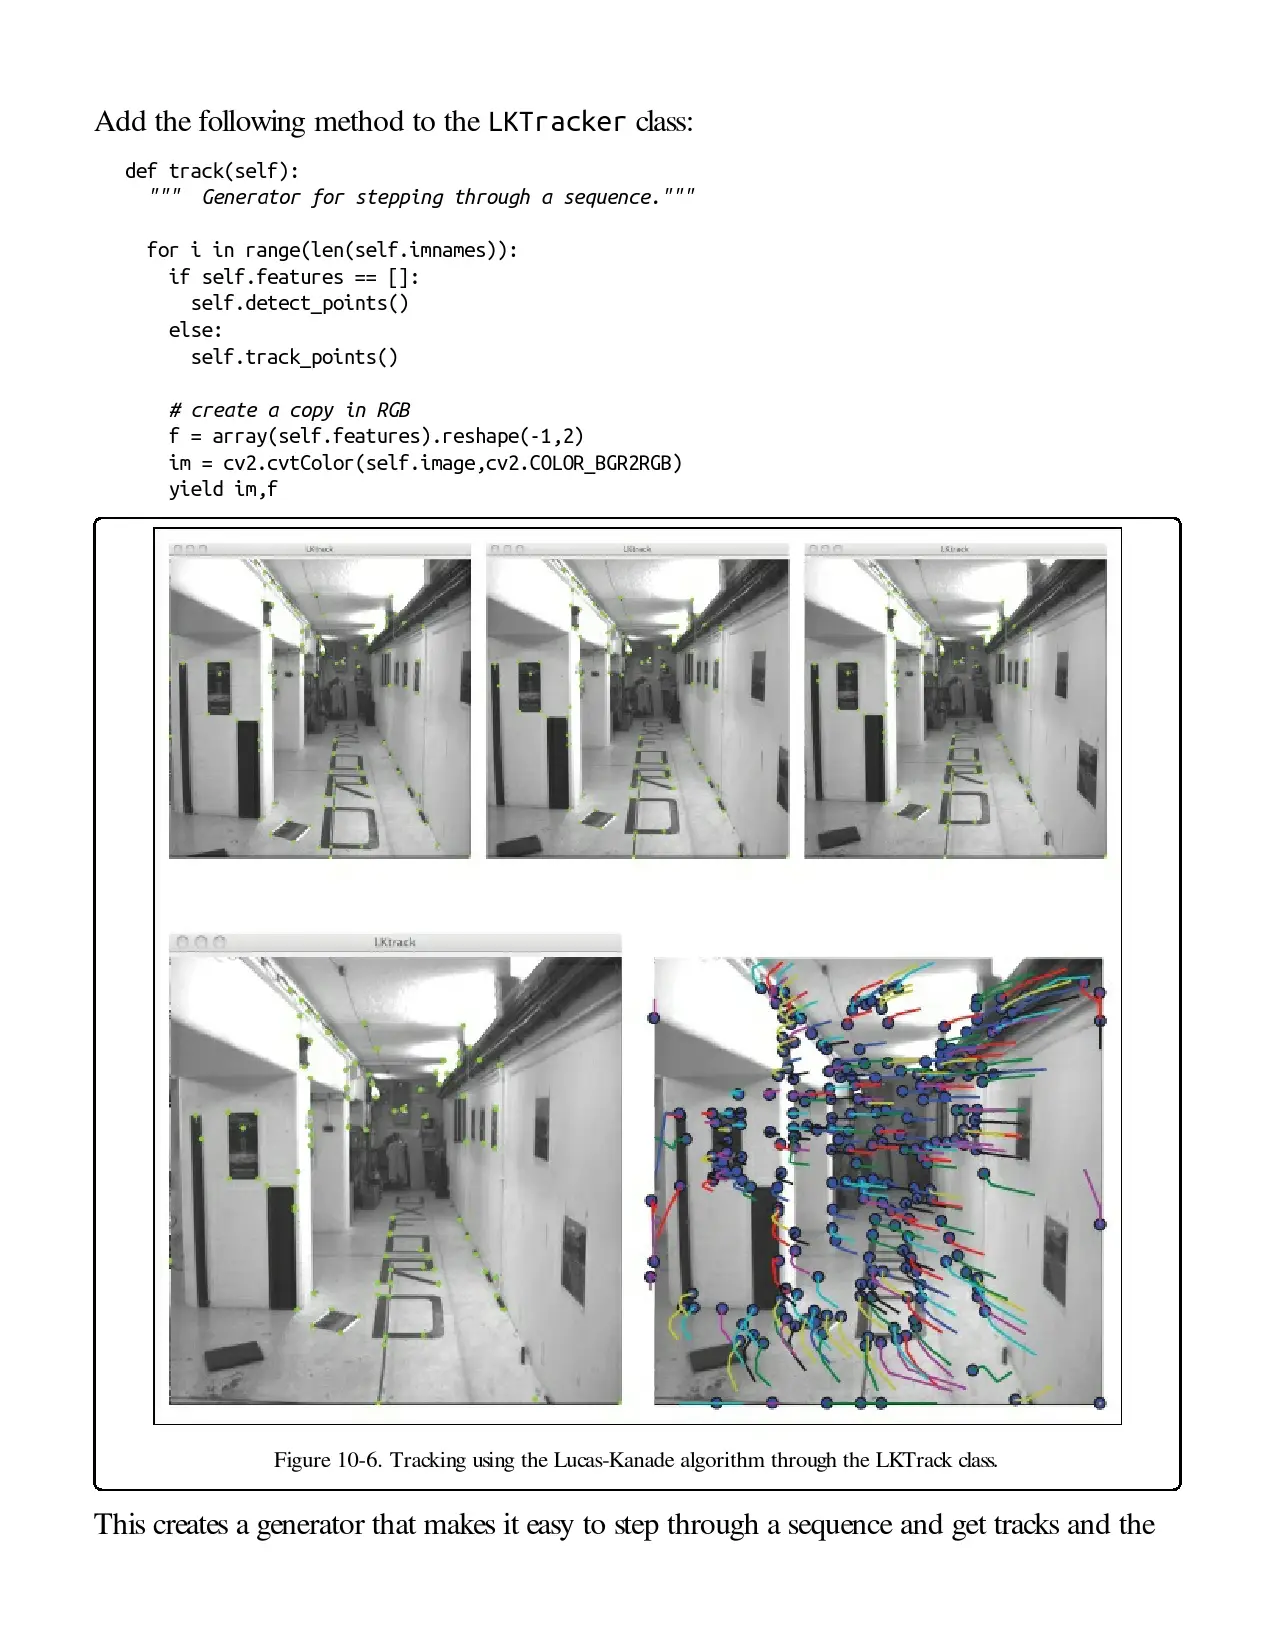 Add the following method to the LKTracker class:
def track(self):
""" Generator for stepping through a sequence."""
for i in range(len(self.imnames)):
if self.features == []:
self.detect_points()
else:
self.track_points()
# create a copy in RGB
f = array(self.features).reshape(-1,2)
im = cv2.cvtColor(self.image,cv2.COLOR_BGR2RGB)
yield im,f
LKtrack
LKtrack
LKtrack
LKtrack
Figure 10-6. Tracking using the Lucas-Kanade algorithm through the LKTrack class.
This creates a generator that makes it easy to step through a sequence and get tracks and the